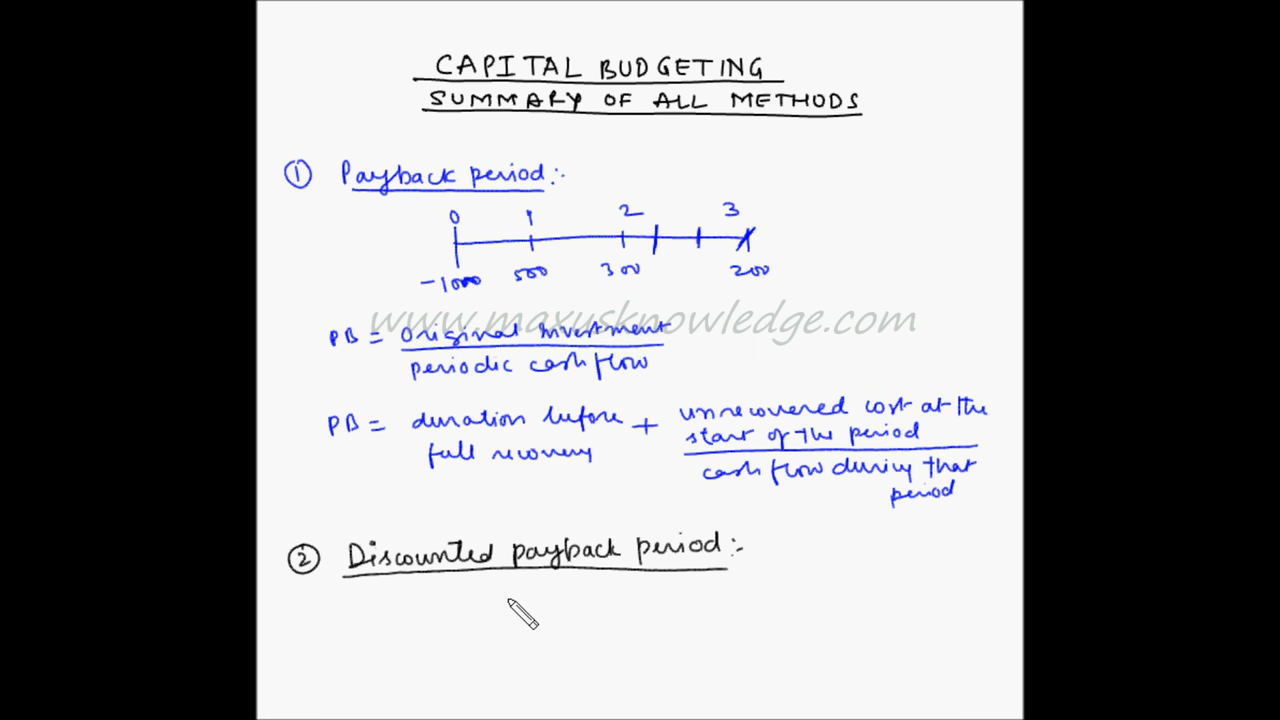 CAPITAL BUDGETING
SUMMARY OF ALL METHODS
① Payback period :-
0 1 2 3
-1000 500 300 200
www.maxusknowledge.com
PB = Original Investment
periodic cash flow
PB = duration before + unrecovered cost at the
full recovery start of the period
cash flow during that
period
② Discounted payback period :-